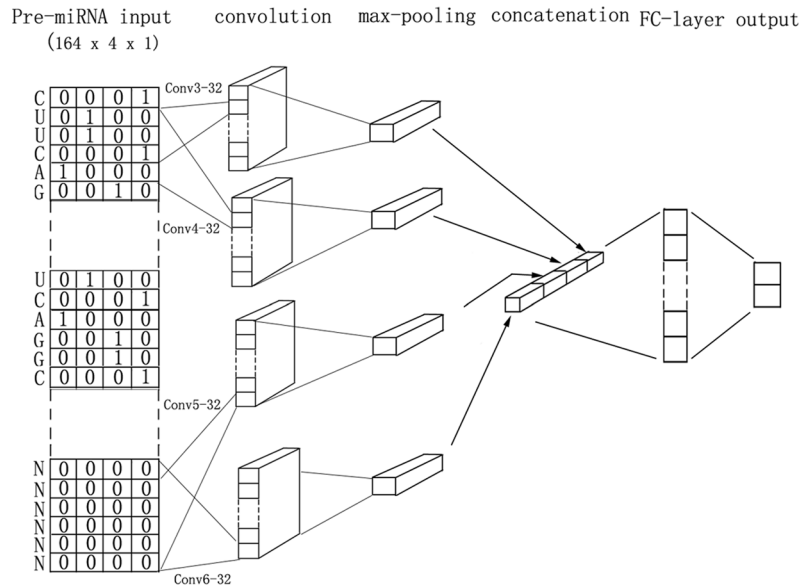 Pre-miRNA input convolution max-pooling concatenation FC-layer output
(164 x 4 x 1)
Conv3-32
C 0 0 0 1
U 0 1 0 0
U 0 1 0 0
C 0 0 0 1
A 1 0 0 0
G 0 0 1 0
Conv4-32
U 0 1 0 0
C 0 0 0 1
A 1 0 0 0
G 0 0 1 0
G 0 0 1 0
C 0 0 0 1
Conv5-32
N 0 0 0 0
N 0 0 0 0
N 0 0 0 0
N 0 0 0 0
N 0 0 0 0
N 0 0 0 0
Conv6-32